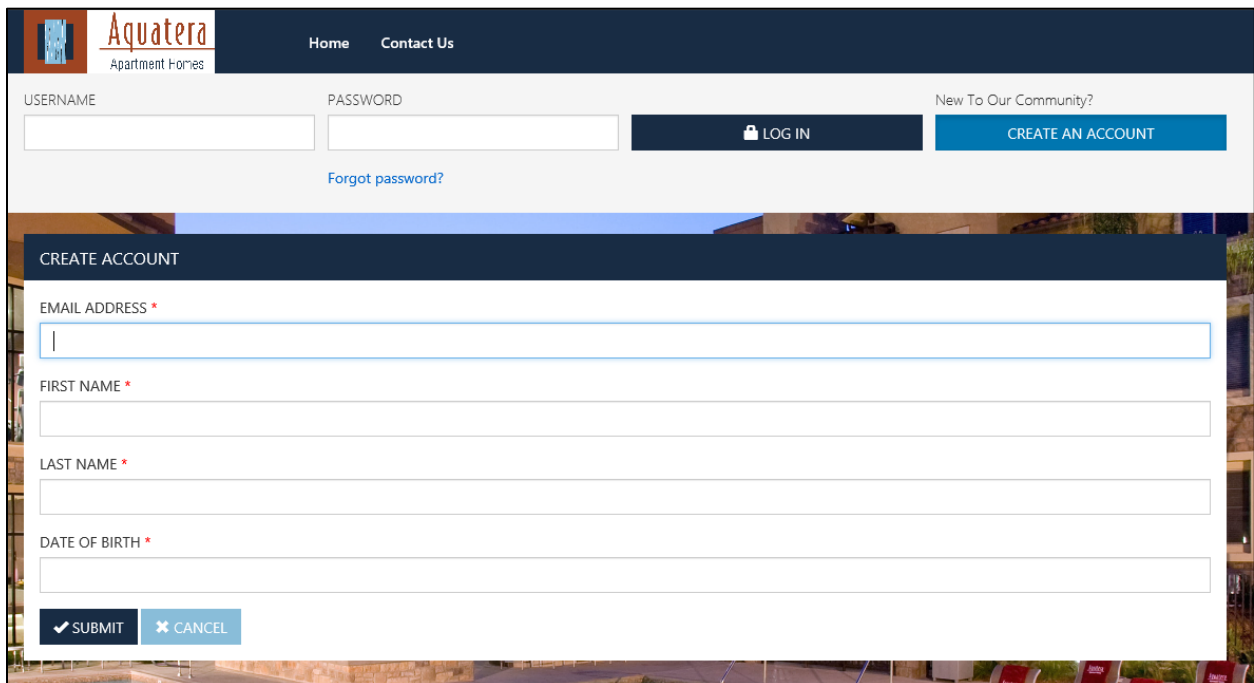 Aquatera
Apartment Homes
Home Contact Us
USERNAME PASSWORD New To Our Community?
LOG IN CREATE AN ACCOUNT
Forgot password?
CREATE ACCOUNT
EMAIL ADDRESS *
FIRST NAME *
LAST NAME *
DATE OF BIRTH *
SUBMIT CANCEL